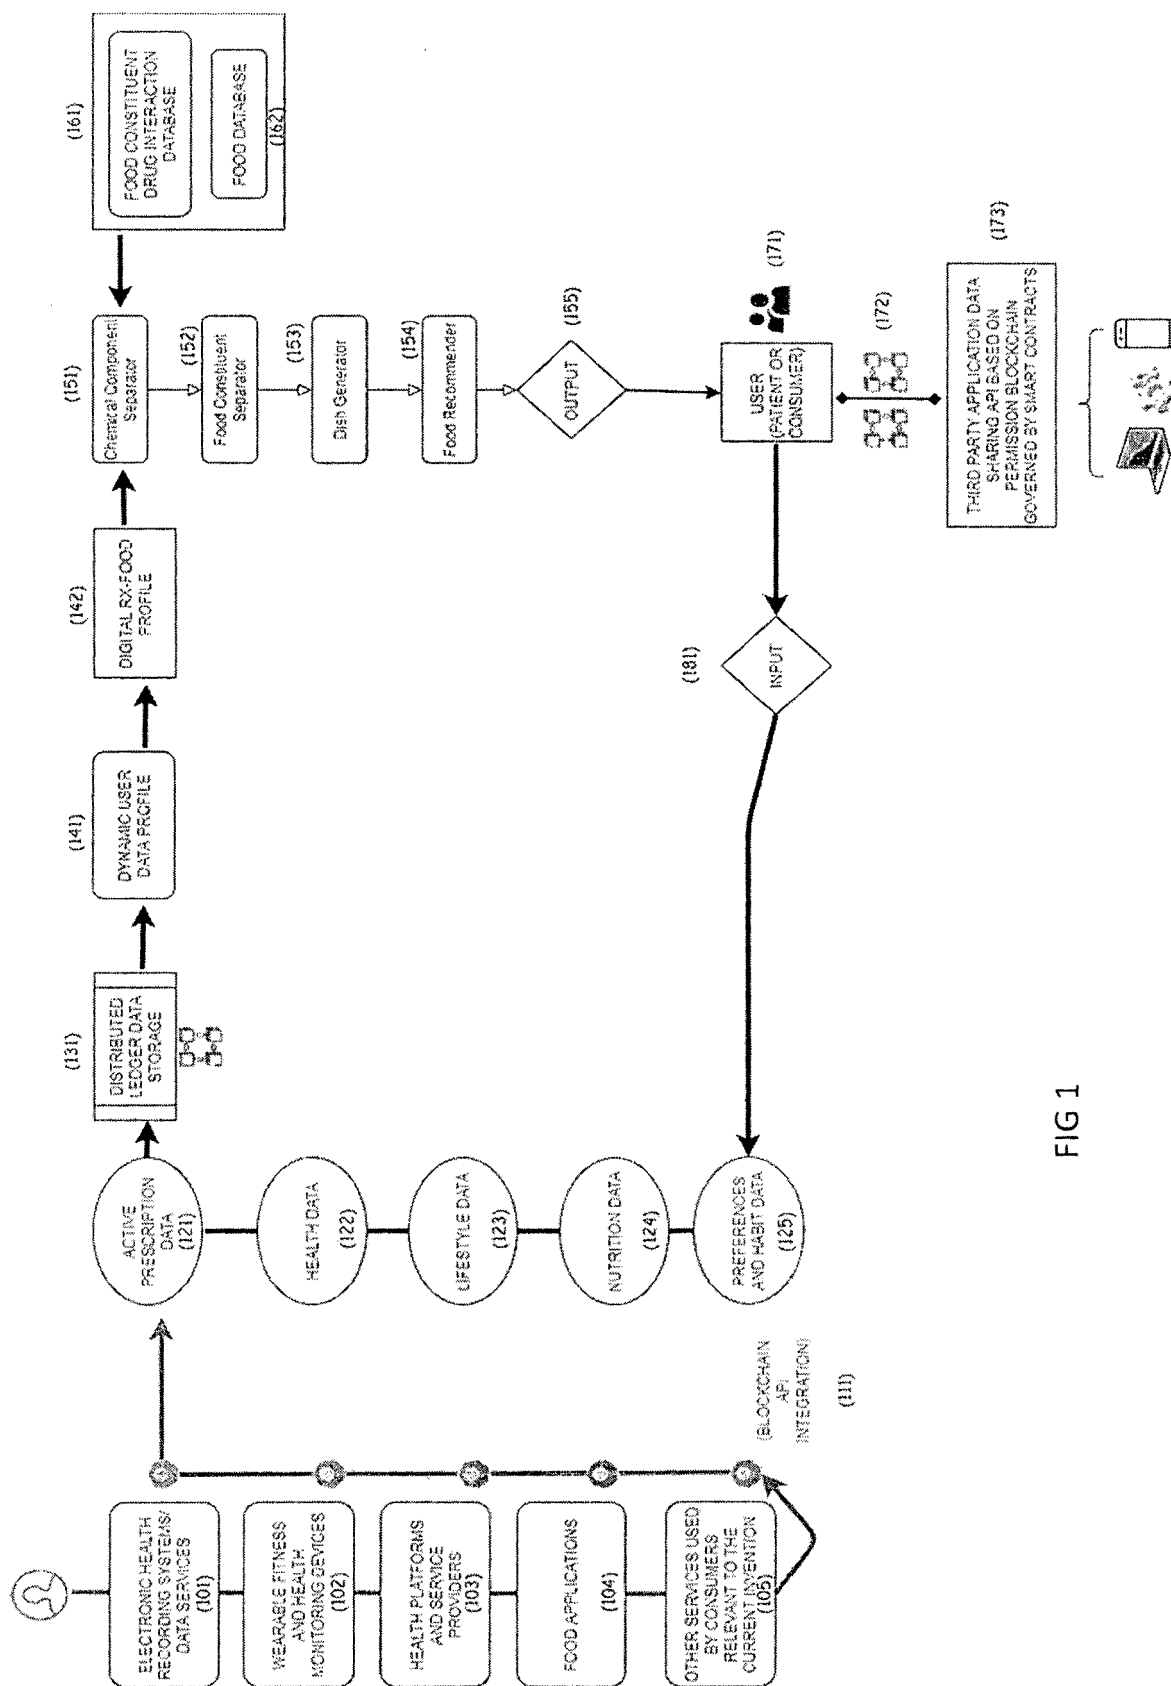 ELECTRONIC HEALTH
RECORDING SYSTEMS/
DATA SERVICES
(101)
WEARABLE FITNESS
AND HEALTH
MONITORING DEVICES
(102)
HEALTH PLATFORMS
AND SERVICE
PROVIDERS
(103)
FOOD APPLICATIONS
(104)
OTHER SERVICES USED
BY CONSUMERS
RELEVANT TO THE
CURRENT INVENTION
(105)
(BLOCKCHAIN
API
INTEGRATION)
(111)
ACTIVE
PRESCRIPTION
DATA
(121)
HEALTH DATA
(122)
LIFESTYLE DATA
(123)
NUTRITION DATA
(124)
PREFERENCES
AND HABIT DATA
(125)
(131)
DISTRIBUTED
LEDGER DATA
STORAGE
(141)
DYNAMIC USER
DATA PROFILE
(142)
DIGITAL RX-FOOD
PROFILE
(151)
Chemical Component
Separator
(152)
Food Constituent
Separator
(153)
Dish Generator
(154)
Food Recommender
(155)
OUTPUT
(161)
FOOD CONSTITUENT
DRUG INTERACTION
DATABASE
FOOD DATABASE
(162)
(171)
USER
(PATIENT OR
CONSUMER)
(172)
(173)
THIRD PARTY APPLICATION DATA
SHARING API BASED ON
PERMISSION BLOCKCHAIN
GOVERNED BY SMART CONTRACTS
(181)
INPUT
FIG 1